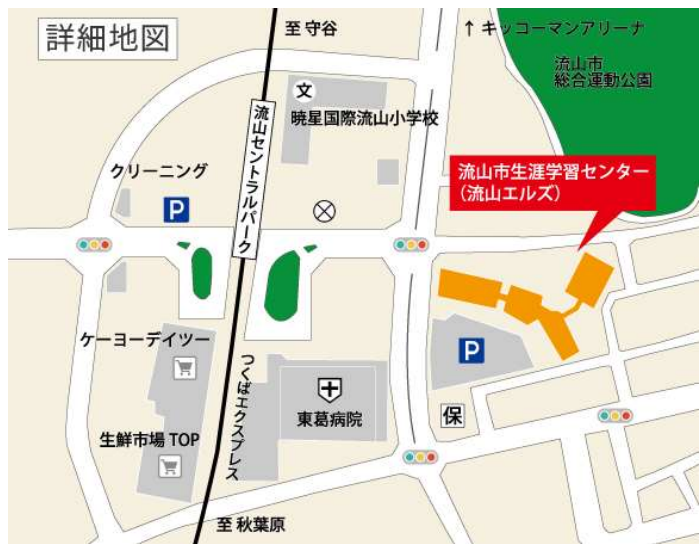 詳細地図
至 守谷
↑ キッコーマンアリーナ
流山市
総合運動公園
文
暁星国際流山小学校
流山セントラルパーク
クリーニング
P
流山市生涯学習センター
(流山エルズ)
ケーヨーデイツー
つくばエクスプレス
P
東葛病院
保
生鮮市場 TOP
至 秋葉原